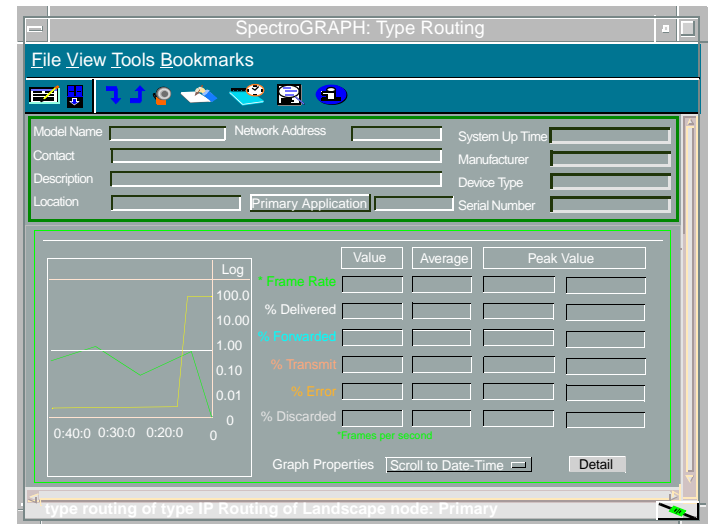 SpectroGRAPH: Type Routing
File View Tools Bookmarks
Model Name Network Address System Up Time
Contact Manufacturer
Description Device Type
Location Primary Application Serial Number
Value Average Peak Value
Log
* Frame Rate
100.0
% Delivered
10.00
% Forwarded
1.00
% Transmit
0.10
% Error
0.01
% Discarded
0
0:40:0 0:30:0 0:20:0 0
*Frames per second
Graph Properties Scroll to Date-Time Detail
type routing of type IP Routing of Landscape node: Primary